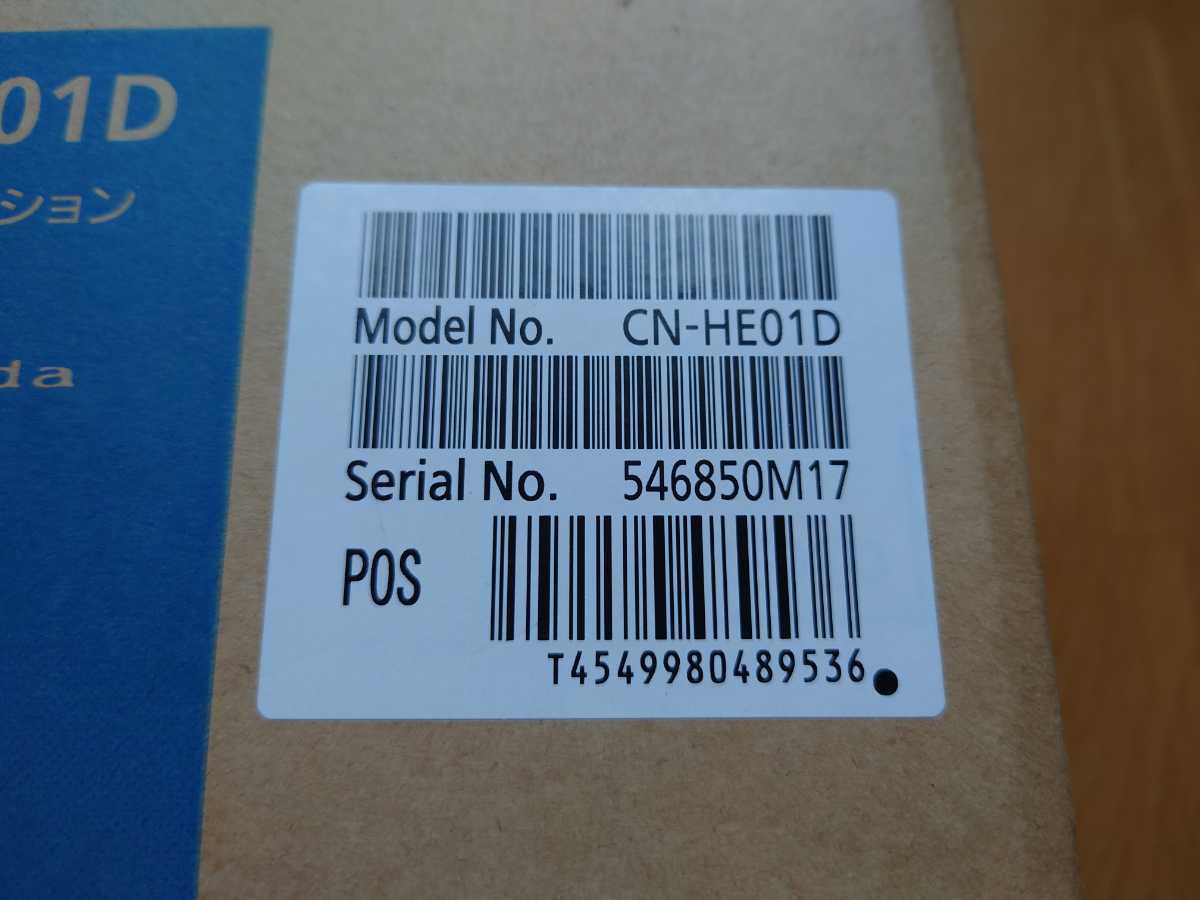 01D
ション
da
Model No. CN-HE01D
Serial No. 546850M17
POS
T4549980489536